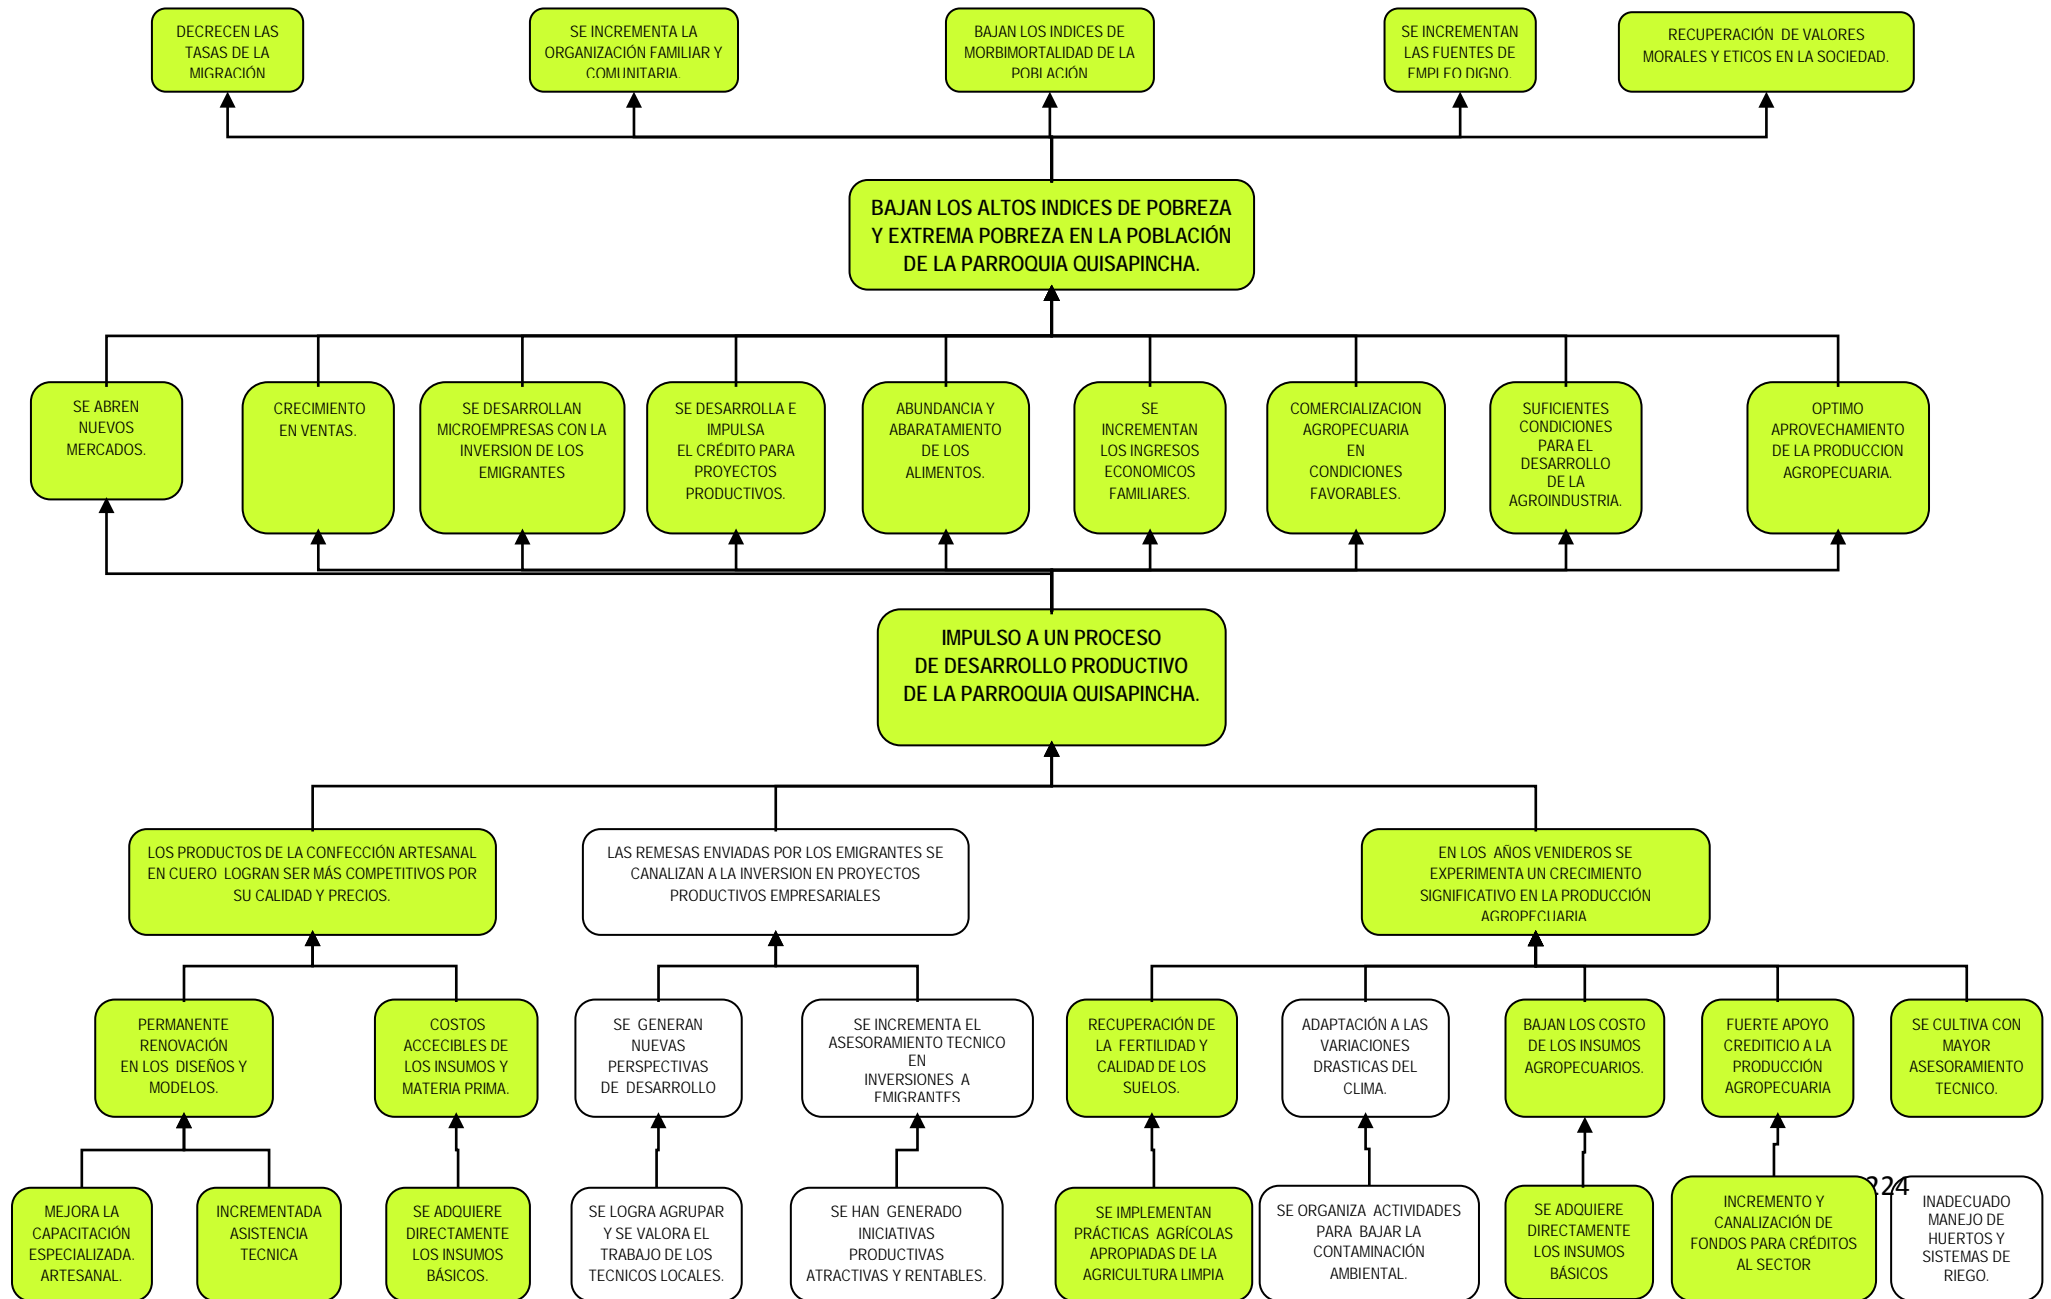 DECRECEN LAS
TASAS DE LA
MIGRACIÓN
SE INCREMENTA LA
ORGANIZACIÓN FAMILIAR Y
COMUNITARIA.
BAJAN LOS INDICES DE
MORBIMORTALIDAD DE LA
POBLACIÓN
SE INCREMENTAN
LAS FUENTES DE
EMPLEO DIGNO.
RECUPERACIÓN DE VALORES
MORALES Y ETICOS EN LA SOCIEDAD.
BAJAN LOS ALTOS INDICES DE POBREZA
Y EXTREMA POBREZA EN LA POBLACIÓN
DE LA PARROQUIA QUISAPINCHA.
SE ABREN
NUEVOS
MERCADOS.
CRECIMIENTO
EN VENTAS.
SE DESARROLLAN
MICROEMPRESAS CON LA
INVERSION DE LOS
EMIGRANTES
SE DESARROLLA E
IMPULSA
EL CRÉDITO PARA
PROYECTOS
PRODUCTIVOS.
ABUNDANCIA Y
ABARATAMIENTO
DE LOS
ALIMENTOS.
SE
INCREMENTAN
LOS INGRESOS
ECONOMICOS
FAMILIARES.
COMERCIALIZACION
AGROPECUARIA
EN
CONDICIONES
FAVORABLES.
SUFICIENTES
CONDICIONES
PARA EL
DESARROLLO
DE LA
AGROINDUSTRIA.
OPTIMO
APROVECHAMIENTO
DE LA PRODUCCION
AGROPECUARIA.
IMPULSO A UN PROCESO
DE DESARROLLO PRODUCTIVO
DE LA PARROQUIA QUISAPINCHA.
LOS PRODUCTOS DE LA CONFECCIÓN ARTESANAL
EN CUERO LOGRAN SER MÁS COMPETITIVOS POR
SU CALIDAD Y PRECIOS.
LAS REMESAS ENVIADAS POR LOS EMIGRANTES SE
CANALIZAN A LA INVERSION EN PROYECTOS
PRODUCTIVOS EMPRESARIALES
EN LOS AÑOS VENIDEROS SE
EXPERIMENTA UN CRECIMIENTO
SIGNIFICATIVO EN LA PRODUCCIÓN
AGROPECUARIA
PERMANENTE
RENOVACIÓN
EN LOS DISEÑOS Y
MODELOS.
COSTOS
ACCECIBLES DE
LOS INSUMOS Y
MATERIA PRIMA.
SE GENERAN
NUEVAS
PERSPECTIVAS
DE DESARROLLO
SE INCREMENTA EL
ASESORAMIENTO TECNICO
EN
INVERSIONES A
EMIGRANTES
RECUPERACIÓN DE
LA FERTILIDAD Y
CALIDAD DE LOS
SUELOS.
ADAPTACIÓN A LAS
VARIACIONES
DRASTICAS DEL
CLIMA.
BAJAN LOS COSTO
DE LOS INSUMOS
AGROPECUARIOS.
FUERTE APOYO
CREDITICIO A LA
PRODUCCIÓN
AGROPECUARIA
SE CULTIVA CON
MAYOR
ASESORAMIENTO
TECNICO.
MEJORA LA
CAPACITACIÓN
ESPECIALIZADA.
ARTESANAL.
INCREMENTADA
ASISTENCIA
TECNICA
SE ADQUIERE
DIRECTAMENTE
LOS INSUMOS
BÁSICOS.
SE LOGRA AGRUPAR
Y SE VALORA EL
TRABAJO DE LOS
TECNICOS LOCALES.
SE HAN GENERADO
INICIATIVAS
PRODUCTIVAS
ATRACTIVAS Y RENTABLES.
SE IMPLEMENTAN
PRÁCTICAS AGRÍCOLAS
APROPIADAS DE LA
AGRICULTURA LIMPIA
SE ORGANIZA ACTIVIDADES
PARA BAJAR LA
CONTAMINACIÓN
AMBIENTAL.
SE ADQUIERE
DIRECTAMENTE
LOS INSUMOS
BÁSICOS
INCREMENTO Y
CANALIZACIÓN DE
FONDOS PARA CRÉDITOS
AL SECTOR
224
INADECUADO
MANEJO DE
HUERTOS Y
SISTEMAS DE
RIEGO.